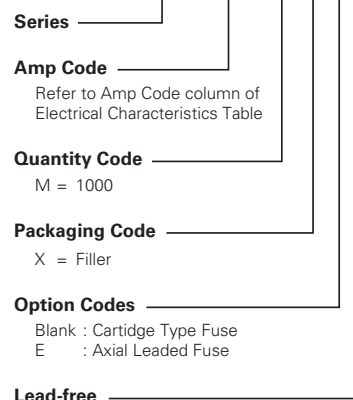 Series
Amp Code
Refer to Amp Code column of
Electrical Characteristics Table
Quantity Code
M = 1000
Packaging Code
X = Filler
Option Codes
Blank : Cartidge Type Fuse
E : Axial Leaded Fuse
Lead-free